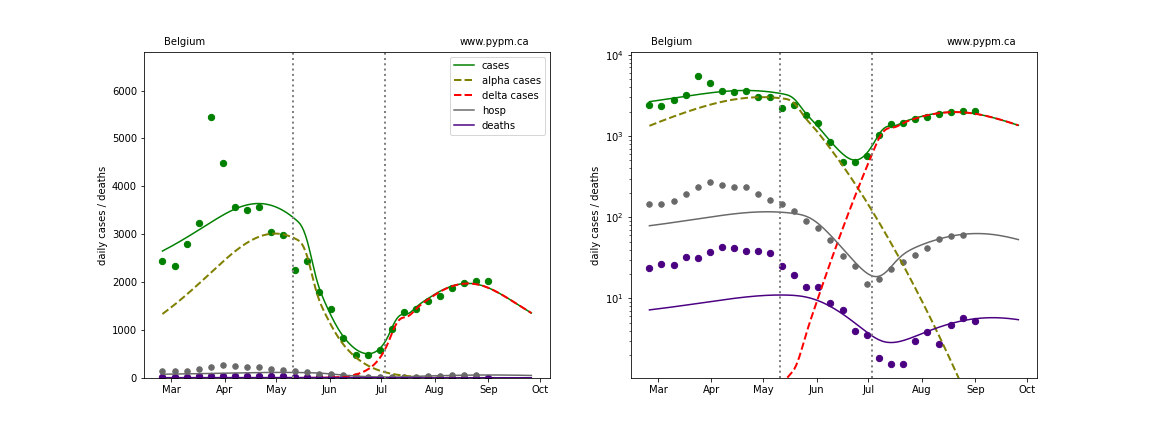 Belgium www.pypm.ca
daily cases / deaths
6000
5000
4000
3000
2000
1000
0
cases
alpha cases
delta cases
hosp
deaths
Mar Apr May Jun Jul Aug Sep Oct
Belgium www.pypm.ca
daily cases / deaths
10⁴
10³
10²
10¹
Mar Apr May Jun Jul Aug Sep Oct